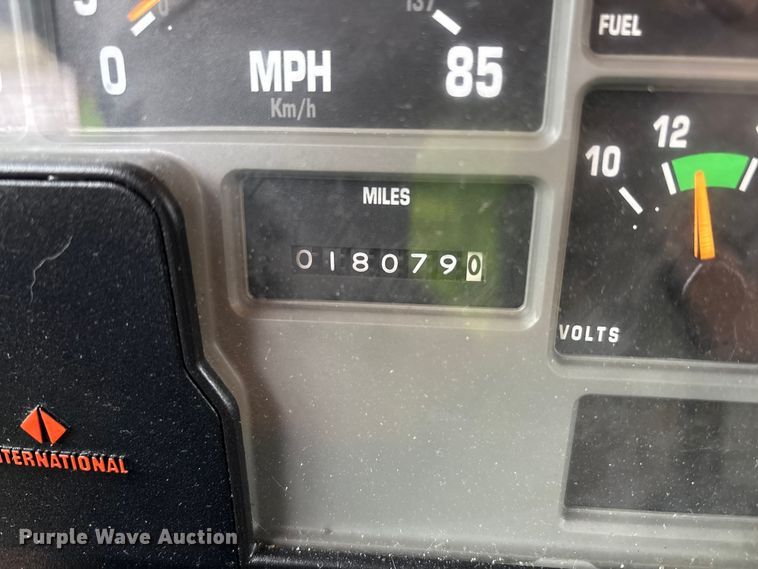 137
FUEL
0
MPH
85
Km/h
12
10
MILES
0180790
VOLTS
INTERNATIONAL
Purple Wave Auction